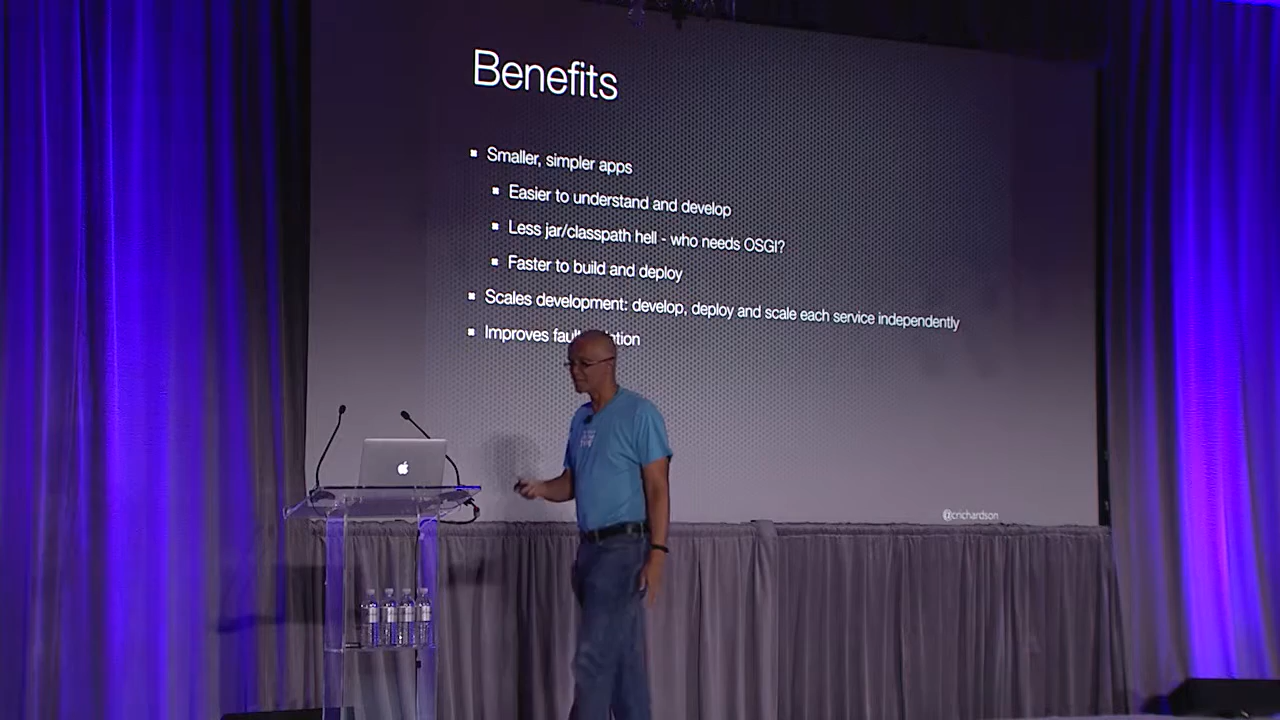 Benefits
Smaller, simpler apps
Easier to understand and develop
Less jar/classpath hell - who needs OSGI?
Faster to build and deploy
Scales development: develop, deploy and scale each service independently
Improves
@crichardson